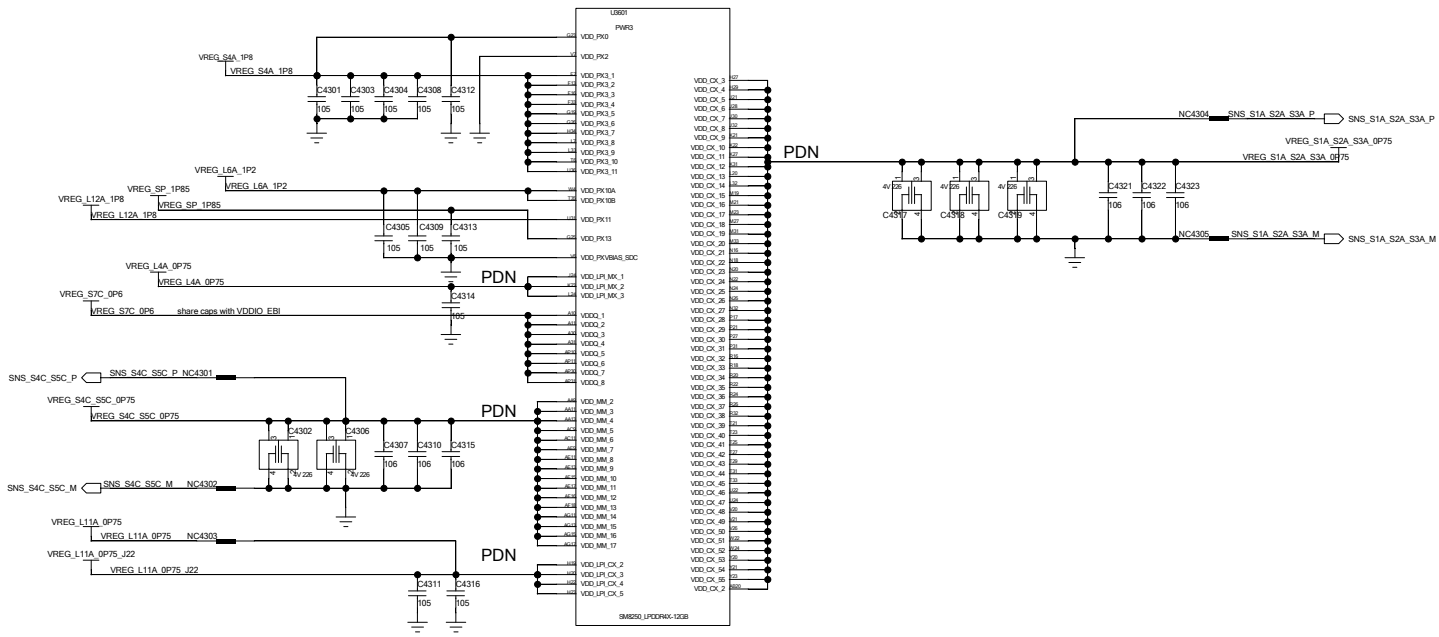 U3601
PWR3
VDD_PX0
VDD_PX2
VREG_S4A_1P8
VREG_S4A_1P8
VDD_PX3_1
VDD_PX3_2
VDD_PX3_3
VDD_PX3_4
VDD_PX3_5
VDD_PX3_6
VDD_PX3_7
VDD_PX3_8
VDD_PX3_9
VDD_PX3_10
VDD_PX3_11
C4301
105
C4303
105
C4304
105
C4308
105
C4312
105
VREG_L6A_1P2
VREG_L6A_1P2
VREG_SP_1P85
VREG_SP_1P85
VREG_L12A_1P8
VREG_L12A_1P8
VDD_PX10A
VDD_PX10B
VDD_PX11
VDD_PX13
VDD_PXVBIAS_SDC
C4305
105
C4309
105
C4313
105
VREG_L4A_0P75
VREG_L4A_0P75
PDN
VDD_LPI_MX_1
VDD_LPI_MX_2
VDD_LPI_MX_3
C4314
105
VREG_S7C_0P6
VREG_S7C_0P6 share caps with VDDIO_EBI
VDDQ_1
VDDQ_2
VDDQ_3
VDDQ_4
VDDQ_5
VDDQ_6
VDDQ_7
VDDQ_8
SNS_S4C_S5C_P
SNS_S4C_S5C_P NC4301
VREG_S4C_S5C_0P75
VREG_S4C_S5C_0P75
PDN
C4302
4V 226
C4306
4V 226
C4307
106
C4310
106
C4315
106
SNS_S4C_S5C_M
SNS_S4C_S5C_M NC4302
VDD_MM_2
VDD_MM_3
VDD_MM_4
VDD_MM_5
VDD_MM_6
VDD_MM_7
VDD_MM_8
VDD_MM_9
VDD_MM_10
VDD_MM_11
VDD_MM_12
VDD_MM_13
VDD_MM_14
VDD_MM_15
VDD_MM_16
VDD_MM_17
VREG_L11A_0P75
VREG_L11A_0P75 NC4303
VREG_L11A_0P75_J22
VREG_L11A_0P75_J22
PDN
VDD_LPI_CX_2
VDD_LPI_CX_3
VDD_LPI_CX_4
VDD_LPI_CX_5
C4311
105
C4316
105
SM8250_LPDDR4X-12GB
VDD_CX_3
VDD_CX_4
VDD_CX_5
VDD_CX_6
VDD_CX_7
VDD_CX_8
VDD_CX_9
VDD_CX_10
VDD_CX_11
VDD_CX_12
VDD_CX_13
VDD_CX_14
VDD_CX_15
VDD_CX_16
VDD_CX_17
VDD_CX_18
VDD_CX_19
VDD_CX_20
VDD_CX_21
VDD_CX_22
VDD_CX_23
VDD_CX_24
VDD_CX_25
VDD_CX_26
VDD_CX_27
VDD_CX_28
VDD_CX_29
VDD_CX_30
VDD_CX_31
VDD_CX_32
VDD_CX_33
VDD_CX_34
VDD_CX_35
VDD_CX_36
VDD_CX_37
VDD_CX_38
VDD_CX_39
VDD_CX_40
VDD_CX_41
VDD_CX_42
VDD_CX_43
VDD_CX_44
VDD_CX_45
VDD_CX_46
VDD_CX_47
VDD_CX_48
VDD_CX_49
VDD_CX_50
VDD_CX_51
VDD_CX_52
VDD_CX_53
VDD_CX_54
VDD_CX_55
VDD_CX_2
PDN
NC4304 SNS_S1A_S2A_S3A_P
SNS_S1A_S2A_S3A_P
VREG_S1A_S2A_S3A_0P75
VREG_S1A_S2A_S3A_0P75
4V 226
C4317
4V 226
C4318
4V 226
C4319
C4321
106
C4322
106
C4323
106
NC4305 SNS_S1A_S2A_S3A_M
SNS_S1A_S2A_S3A_M